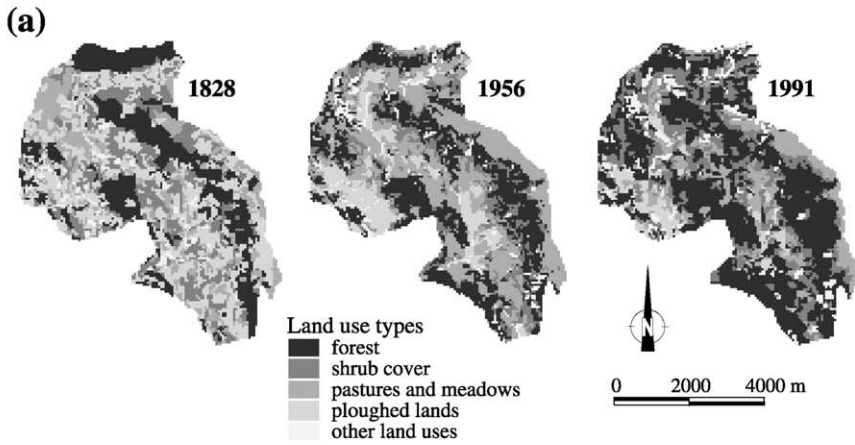 (a)
1828
1956
1991
Land use types
forest
shrub cover
pastures and meadows
ploughed lands
other land uses
N
0 2000 4000 m